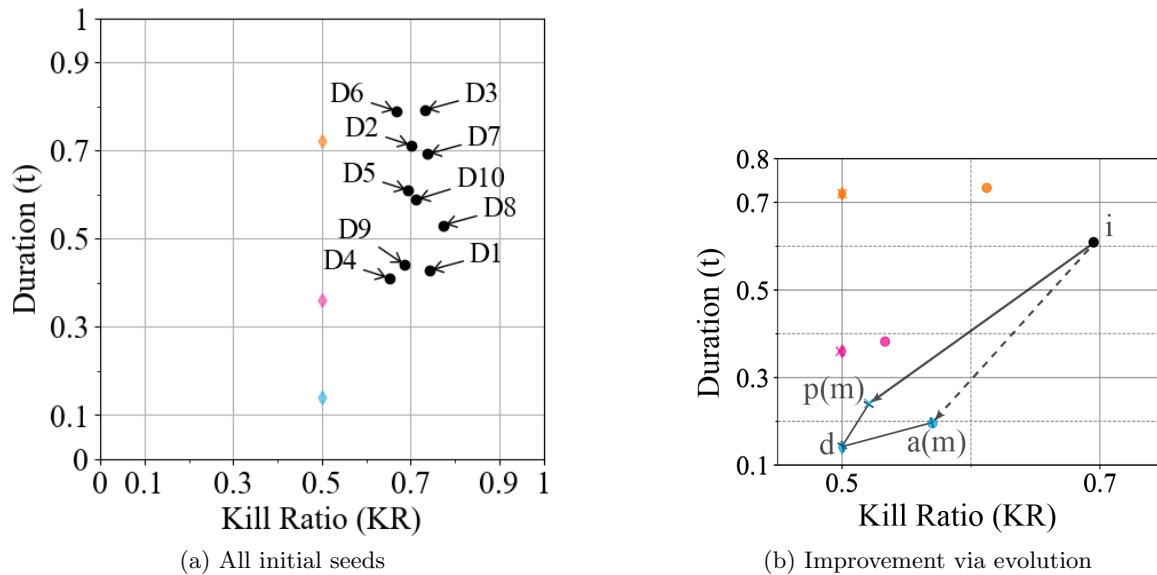 1
0.9
0.7
0.5
0.3
0.1
0
Duration (t)
D6
D3
D2
D7
D5
D10
D8
D9
D4
D1
0 0.1 0.3 0.5 0.7 0.9 1
Kill Ratio (KR)
(a) All initial seeds
0.8
0.7
0.5
0.3
0.1
Duration (t)
i
p(m)
d
a(m)
0.5 0.7
Kill Ratio (KR)
(b) Improvement via evolution